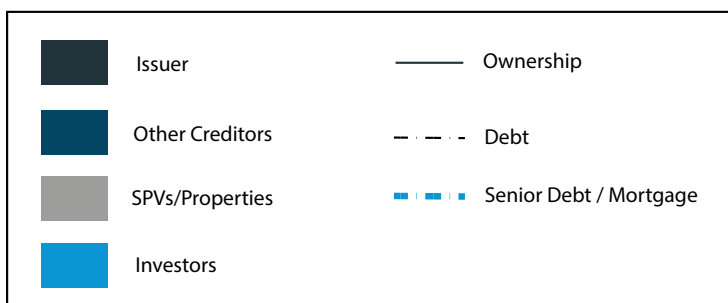 Issuer
Ownership
Other Creditors
Debt
SPVs/Properties
Senior Debt / Mortgage
Investors